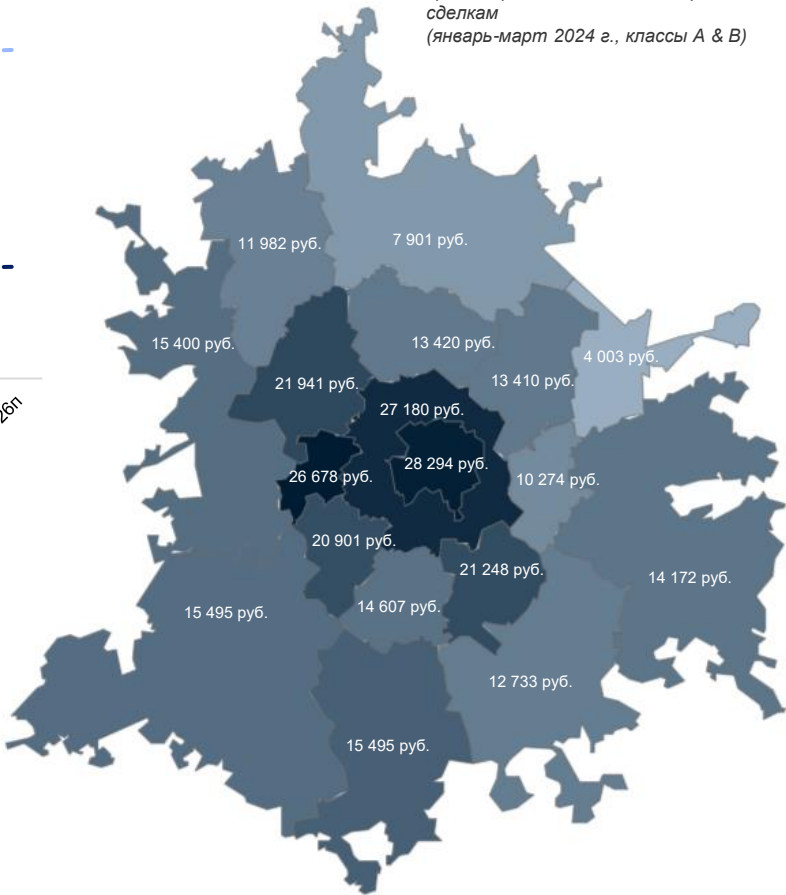 сделкам
(январь-март 2024 г., классы А & В)
11 982 руб.
7 901 руб.
15 400 руб.
13 420 руб.
4 003 руб.
21 941 руб.
13 410 руб.
27 180 руб.
28 294 руб.
26 678 руб.
10 274 руб.
20 901 руб.
21 248 руб.
14 172 руб.
15 495 руб.
14 607 руб.
12 733 руб.
15 495 руб.
26п